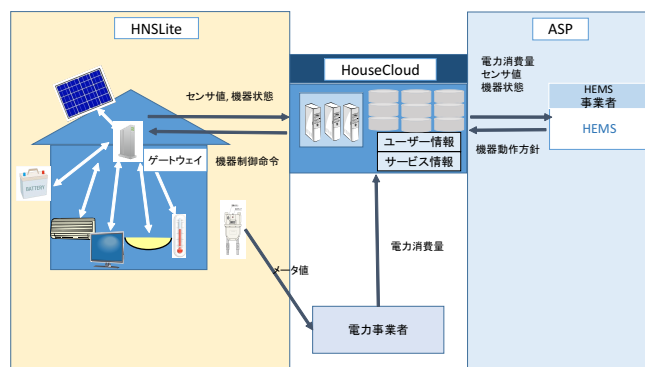 HNSLite
ASP
HouseCloud
電力消費量
センサ値
機器状態
センサ値, 機器状態
HEMS
事業者
HEMS
ユーザー情報
サービス情報
ゲートウェイ
機器制御命令
機器動作方針
BATTERY
電力消費量
メータ値
電力事業者